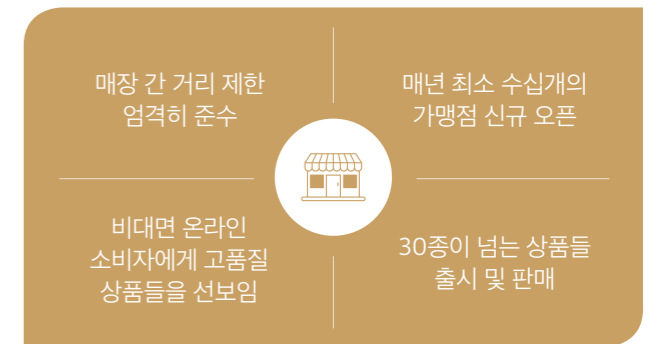 매장 간 거리 제한
엄격히 준수
매년 최소 수십개의
가맹점 신규 오픈
비대면 온라인
소비자에게 고품질
상품들을 선보임
30종이 넘는 상품들
출시 및 판매